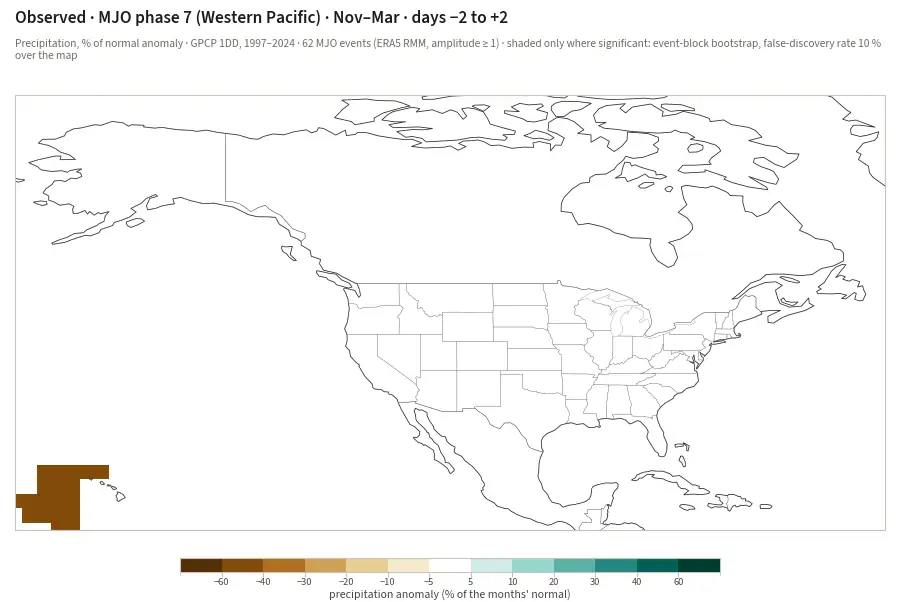 Observed · MJO phase 7 (Western Pacific) · Nov–Mar · days −2 to +2
Precipitation, % of normal anomaly · GPCP 1DD, 1997–2024 · 62 MJO events (ERA5 RMM, amplitude ≥ 1) · shaded only where significant: event-block bootstrap, false-discovery rate 10 %
over the map
−60 −40 −30 −20 −10 −5 5 10 20 30 40 60
precipitation anomaly (% of the months' normal)